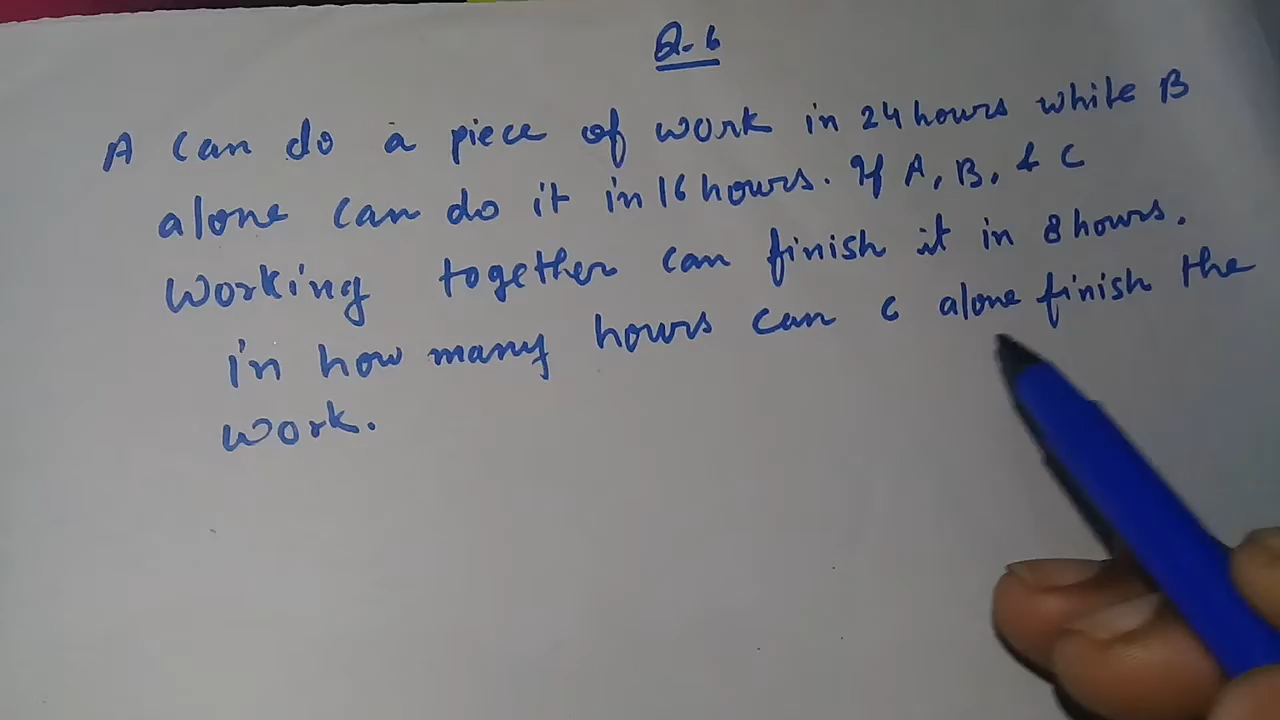 Q-6
A can do a piece of work in 24 hours while B
alone can do it in 16 hours. If A, B, & C
Working together can finish it in 8 hours.
in how many hours can C alone finish the
work.